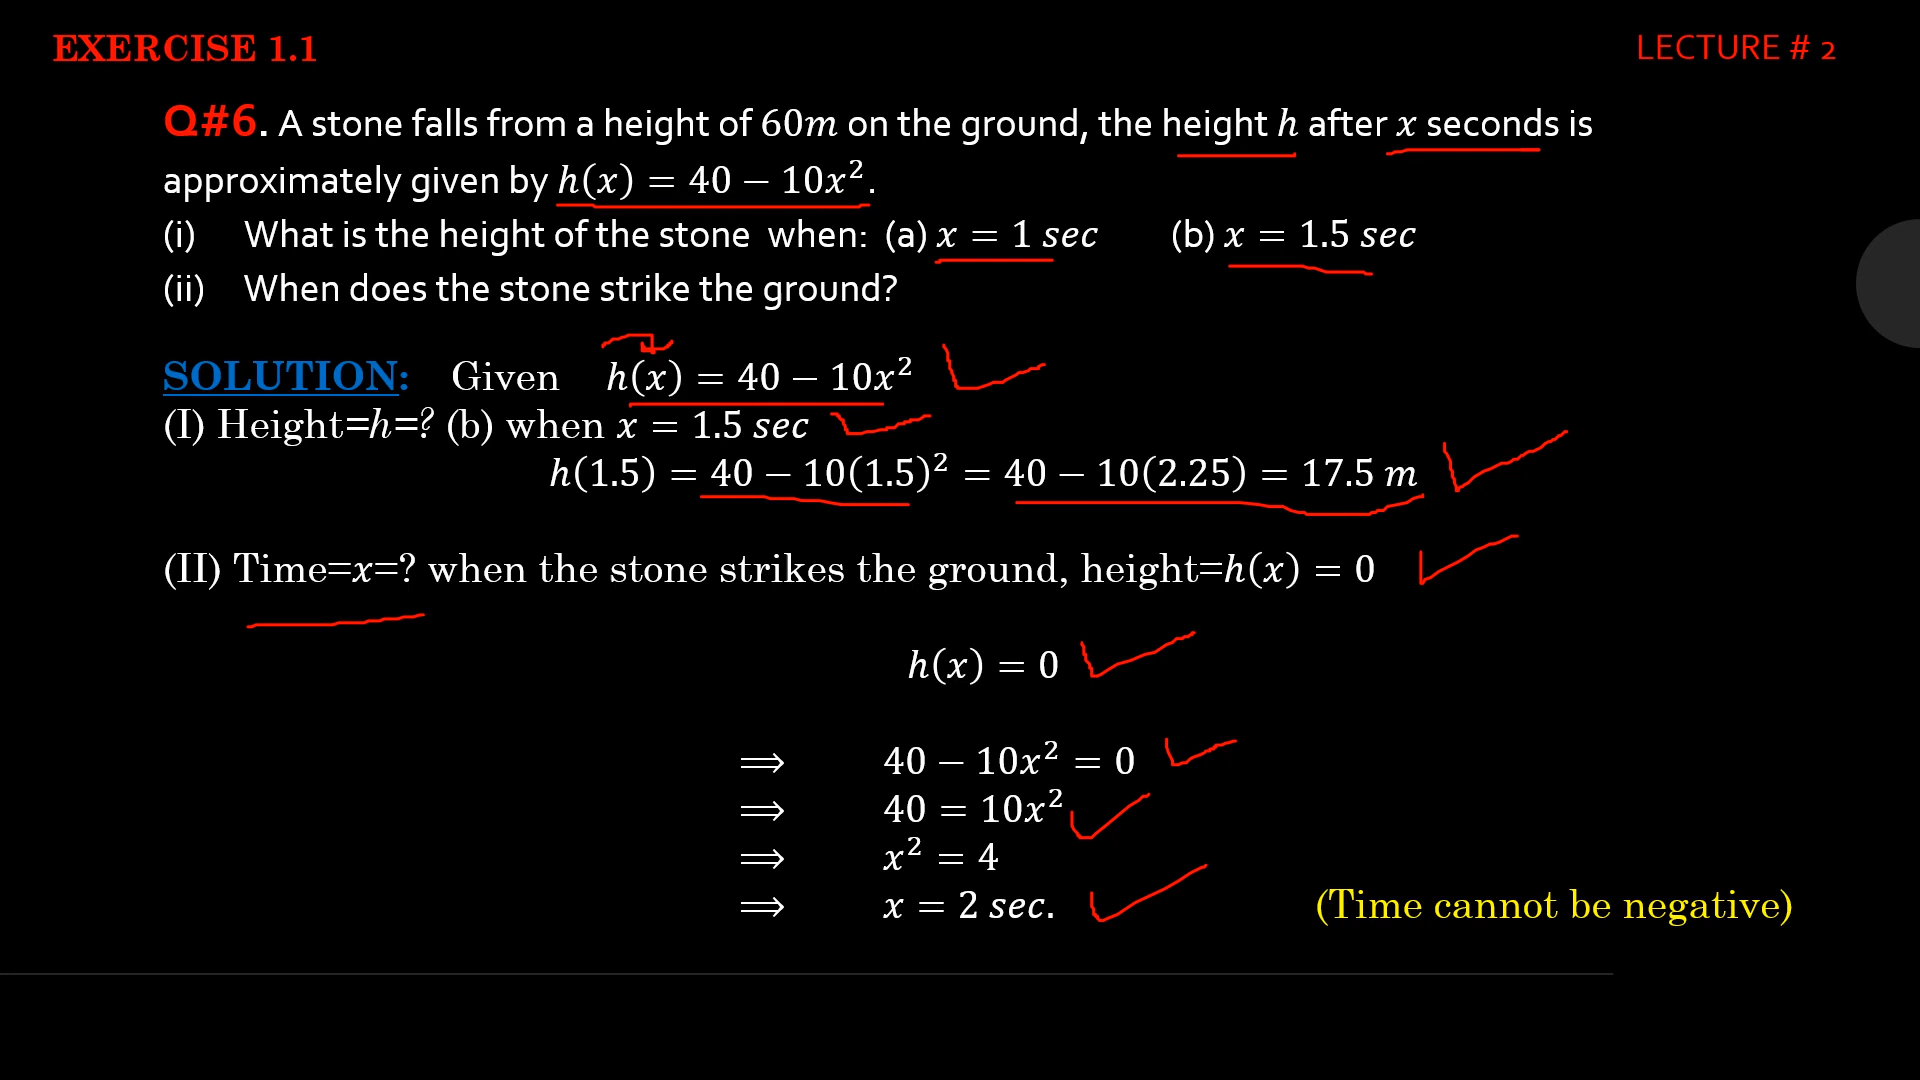 EXERCISE 1.1
LECTURE # 2
Q#6. A stone falls from a height of 60m on the ground, the height h after x seconds is
approximately given by h(x) = 40 − 10x².
(i) What is the height of the stone when: (a) x = 1 sec (b) x = 1.5 sec
(ii) When does the stone strike the ground?
SOLUTION: Given h(x) = 40 − 10x²
(I) Height=h=? (b) when x = 1.5 sec
h(1.5) = 40 − 10(1.5)² = 40 − 10(2.25) = 17.5 m
(II) Time=x=? when the stone strikes the ground, height=h(x) = 0
h(x) = 0
⟹ 40 − 10x² = 0
⟹ 40 = 10x²
⟹ x² = 4
⟹ x = 2 sec. (Time cannot be negative)